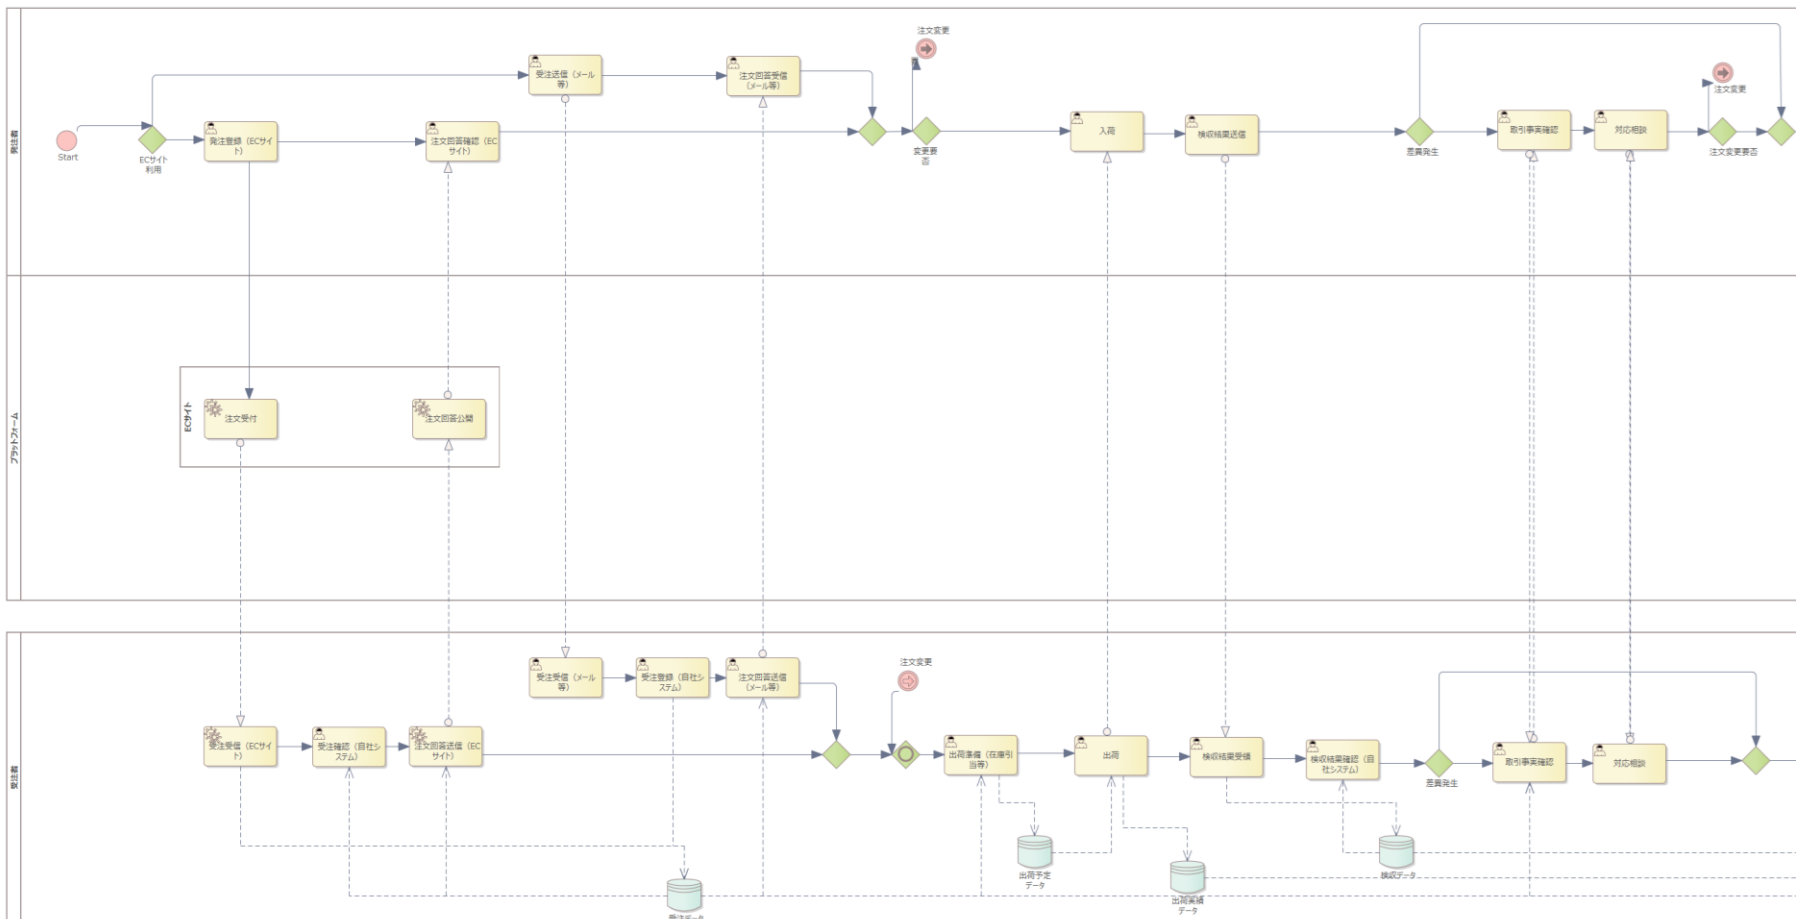 発注者
Start
ECサイト
利用
発注登録（ECサイ
ト）
注文回答確認（EC
サイト）
受注送信（メール
等）
注文回答受信
（メール等）
注文変更
変更要
否
入荷
検収結果送信
差異発生
取引事実確認
対応相談
注文変更
注文変更要否
プラットフォーム
ECサイト
注文受付
注文回答公開
受注者
受注受信（メール
等）
受注登録（自社シ
ステム）
注文回答送信
（メール等）
注文変更
受注受信（ECサイ
ト）
受注確認（自社シ
ステム）
注文回答送信（EC
サイト）
出荷準備（在庫引
当等）
出荷
検収結果受領
検収結果確認（自
社システム）
差異発生
取引事実確認
対応相談
出荷予定
データ
検収データ
出荷実績
データ
受注データ